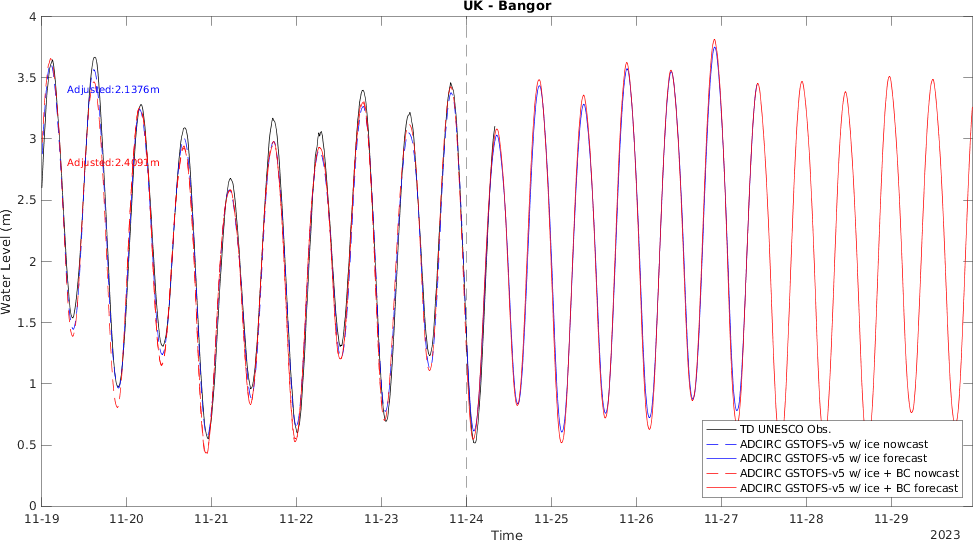 UK - Bangor
4
3.5
3
2.5
2
1.5
1
0.5
0
Water Level (m)
Adjusted:2.1376m
Adjusted:2.4091m
TD UNESCO Obs.
ADCIRC GSTOFS-v5 w/ ice nowcast
ADCIRC GSTOFS-v5 w/ ice forecast
ADCIRC GSTOFS-v5 w/ ice + BC nowcast
ADCIRC GSTOFS-v5 w/ ice + BC forecast
11-19 11-20 11-21 11-22 11-23 11-24 11-25 11-26 11-27 11-28 11-29
Time
2023